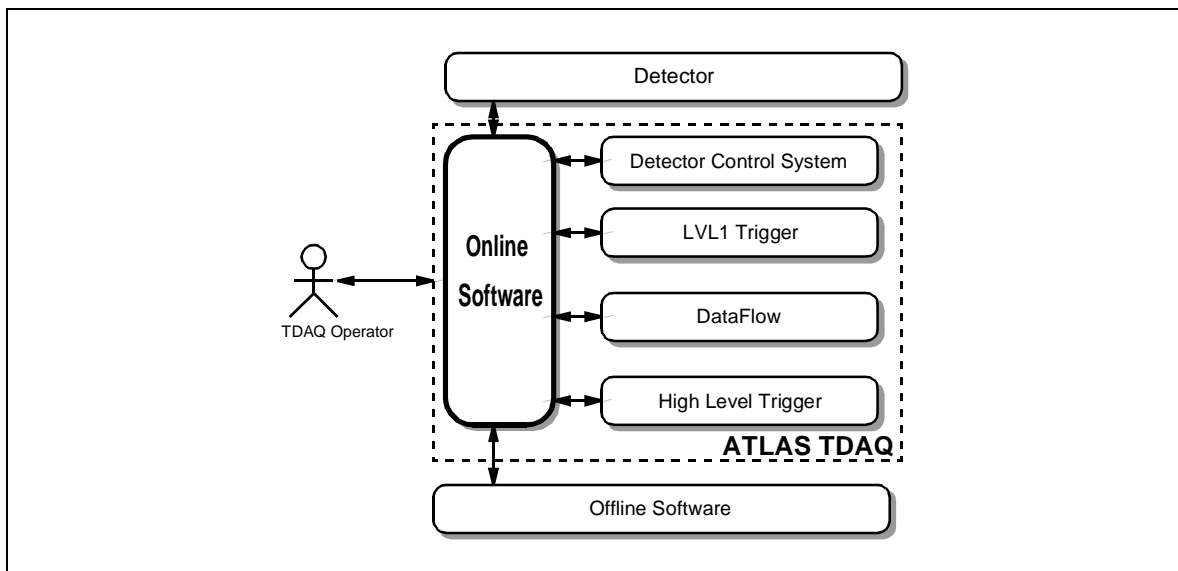 Detector
Detector Control System
LVL1 Trigger
Online
Software
TDAQ Operator
DataFlow
High Level Trigger
ATLAS TDAQ
Offline Software